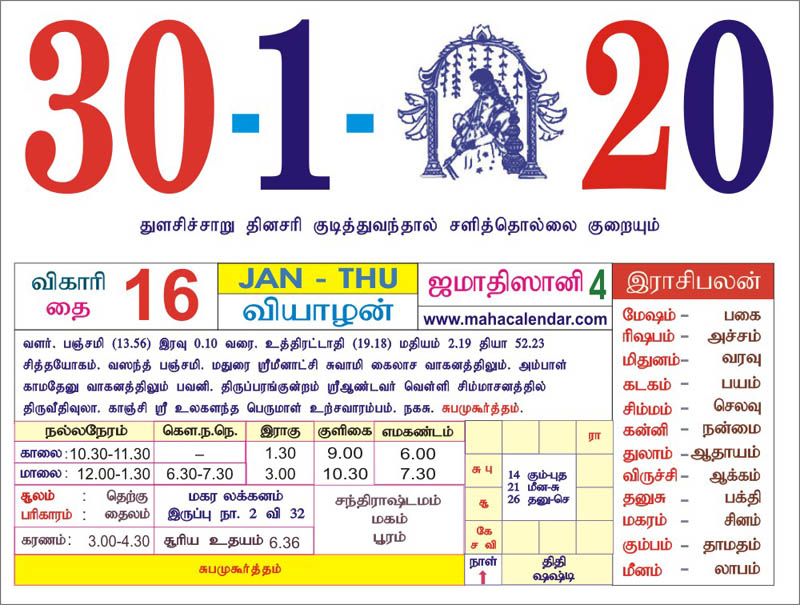 30-1-20
துளசிச்சாறு தினசரி குடித்துவந்தால் சளித்தொல்லை குறையும்
விகாரி
தை
16
JAN - THU
வியாழன்
ஜமாதிஸானி 4
www.mahacalendar.com
வளர். பஞ்சமி (13.56) இரவு 0.10 வரை. உத்திரட்டாதி (19.18) மதியம் 2.19 தியா 52.23
சித்தயோகம். வஸந்த் பஞ்சமி. மதுரை ஸ்ரீமீனாட்சி சுவாமி கைலாச வாகனத்திலும். அம்பாள்
காமதேனு வாகனத்திலும் பவனி. திருப்பரங்குன்றம் ஸ்ரீஆண்டவர் வெள்ளி சிம்மாசனத்தில்
திருவீதிவுலா. காஞ்சி ஸ்ரீ உலகளந்த பெருமாள் உற்சவாரம்பம். நகசு. சுபமுகூர்த்தம்.
நல்லநேரம் கௌ.ந.நெ. இராகு குளிகை எமகண்டம்
காலை: 10.30-11.30 – 1.30 9.00 6.00
மாலை: 12.00-1.30 6.30-7.30 3.00 10.30 7.30
சூலம் : தெற்கு
பரிகாரம் : தைலம்
மகர லக்கனம்
இருப்பு நா. 2 வி 32
சந்திராஷ்டமம்
மகம்
பூரம்
கரணம்: 3.00-4.30
சூரிய உதயம் 6.36
சுபமுகூர்த்தம்
ரா
சு பு
சூ
கே
ச வி
14 கும்-புத
21 மீன-சு
26 தனு-செ
நாள்
திதி
ஷஷ்டி
இராசிபலன்
மேஷம் – பகை
ரிஷபம் – அச்சம்
மிதுனம் – வரவு
கடகம் – பயம்
சிம்மம் – செலவு
கன்னி – நன்மை
துலாம் – ஆதாயம்
விருச்சி – ஆக்கம்
தனுசு – பக்தி
மகரம் – சினம்
கும்பம் – தாமதம்
மீனம் – லாபம்